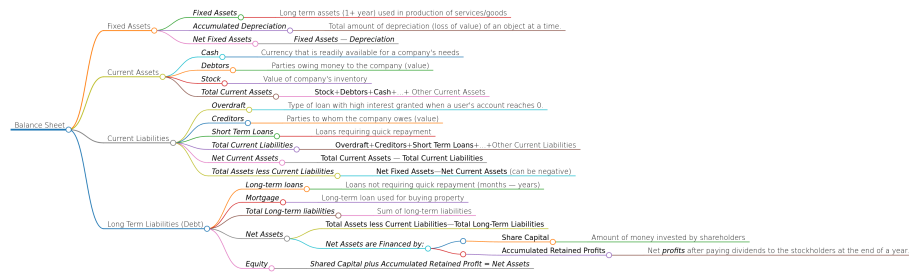 Fixed Assets
Long term assets (1+ year) used in production of services/goods
Fixed Assets
Accumulated Depreciation
Total amount of depreciation (loss of value) of an object at a time.
Net Fixed Assets
Fixed Assets — Depreciation
Cash
Currency that is readily available for a company's needs
Debtors
Parties owing money to the company (value)
Current Assets
Stock
Value of company's inventory
Total Current Assets
Stock+Debtors+Cash+...+ Other Current Assets
Overdraft
Type of loan with high interest granted when a user's account reaches 0.
Creditors
Parties to whom the company owes (value)
Balance Sheet
Short Term Loans
Loans requiring quick repayment
Current Liabilities
Total Current Liabilities
Overdraft+Creditors+Short Term Loans+...+Other Current Liabilities
Net Current Assets
Total Current Assets — Total Current Liabilities
Total Assets less Current Liabilities
Net Fixed Assets—Net Current Assets (can be negative)
Long-term loans
Loans not requiring quick repayment (months — years)
Mortgage
Long-term loan used for buying property
Total Long-term liabilities
Sum of long-term liabilities
Long Term Liabilities (Debt)
Total Assets less Current Liabilities—Total Long-Term Liabilities
Net Assets
Share Capital
Amount of money invested by shareholders
Net Assets are Financed by:
Accumulated Retained Profits
Net profits after paying dividends to the stockholders at the end of a year.
Equity
Shared Capital plus Accumulated Retained Profit = Net Assets